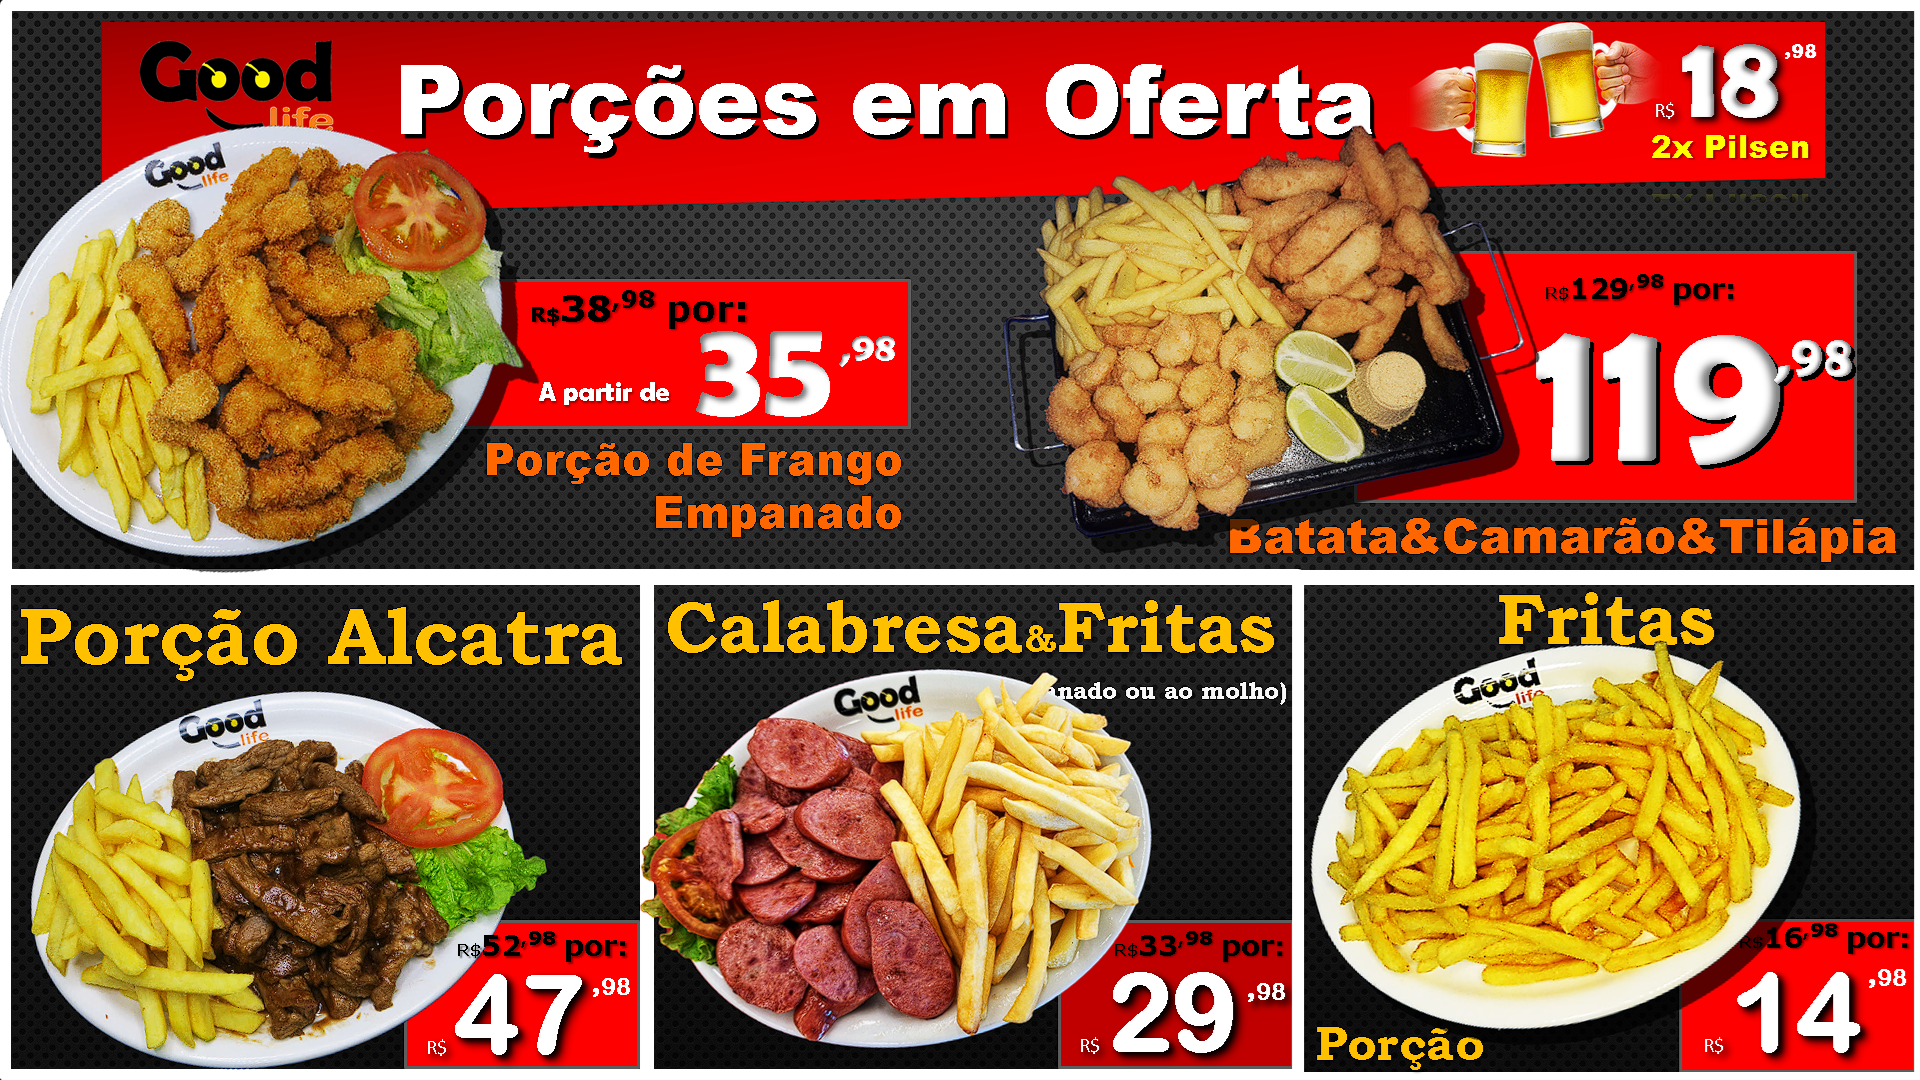 Good
life
Porções em Oferta
R$ 18,98
2x Pilsen
Good
life
R$38,98 por:
A partir de 35,98
Porção de Frango
Empanado
R$129,98 por:
119,98
Batata&Camarão&Tilápia
Porção Alcatra
Good
life
R$52,98 por:
R$ 47,98
Calabresa&Fritas
ou ao molho)
Good
life
R$33,98 por:
R$ 29,98
Fritas
Good
life
R$16,98 por:
R$ 14,98
Porção